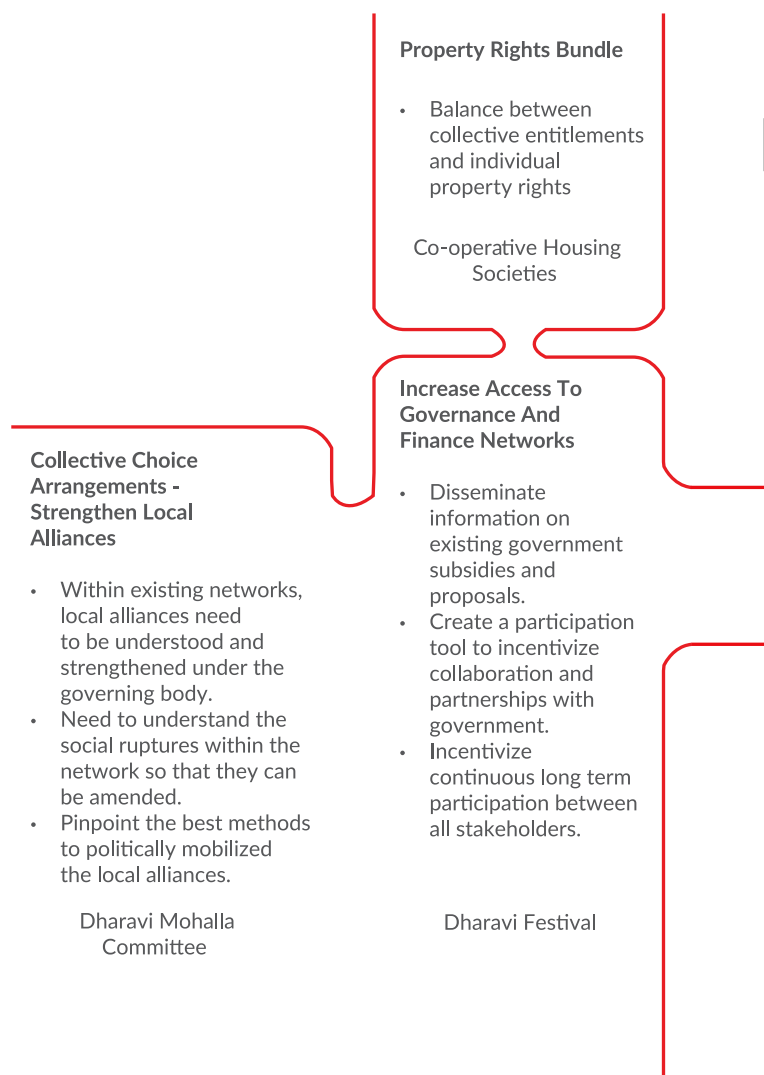 Property Rights Bundle
• Balance between
collective entitlements
and individual
property rights
Co-operative Housing
Societies
Increase Access To
Governance And
Finance Networks
• Disseminate
information on
existing government
subsidies and
proposals.
• Create a participation
tool to incentivize
collaboration and
partnerships with
government.
• Incentivize
continuous long term
participation between
all stakeholders.
Dharavi Festival
Collective Choice
Arrangements -
Strengthen Local
Alliances
• Within existing networks,
local alliances need
to be understood and
strengthened under the
governing body.
• Need to understand the
social ruptures within the
network so that they can
be amended.
• Pinpoint the best methods
to politically mobilized
the local alliances.
Dharavi Mohalla
Committee